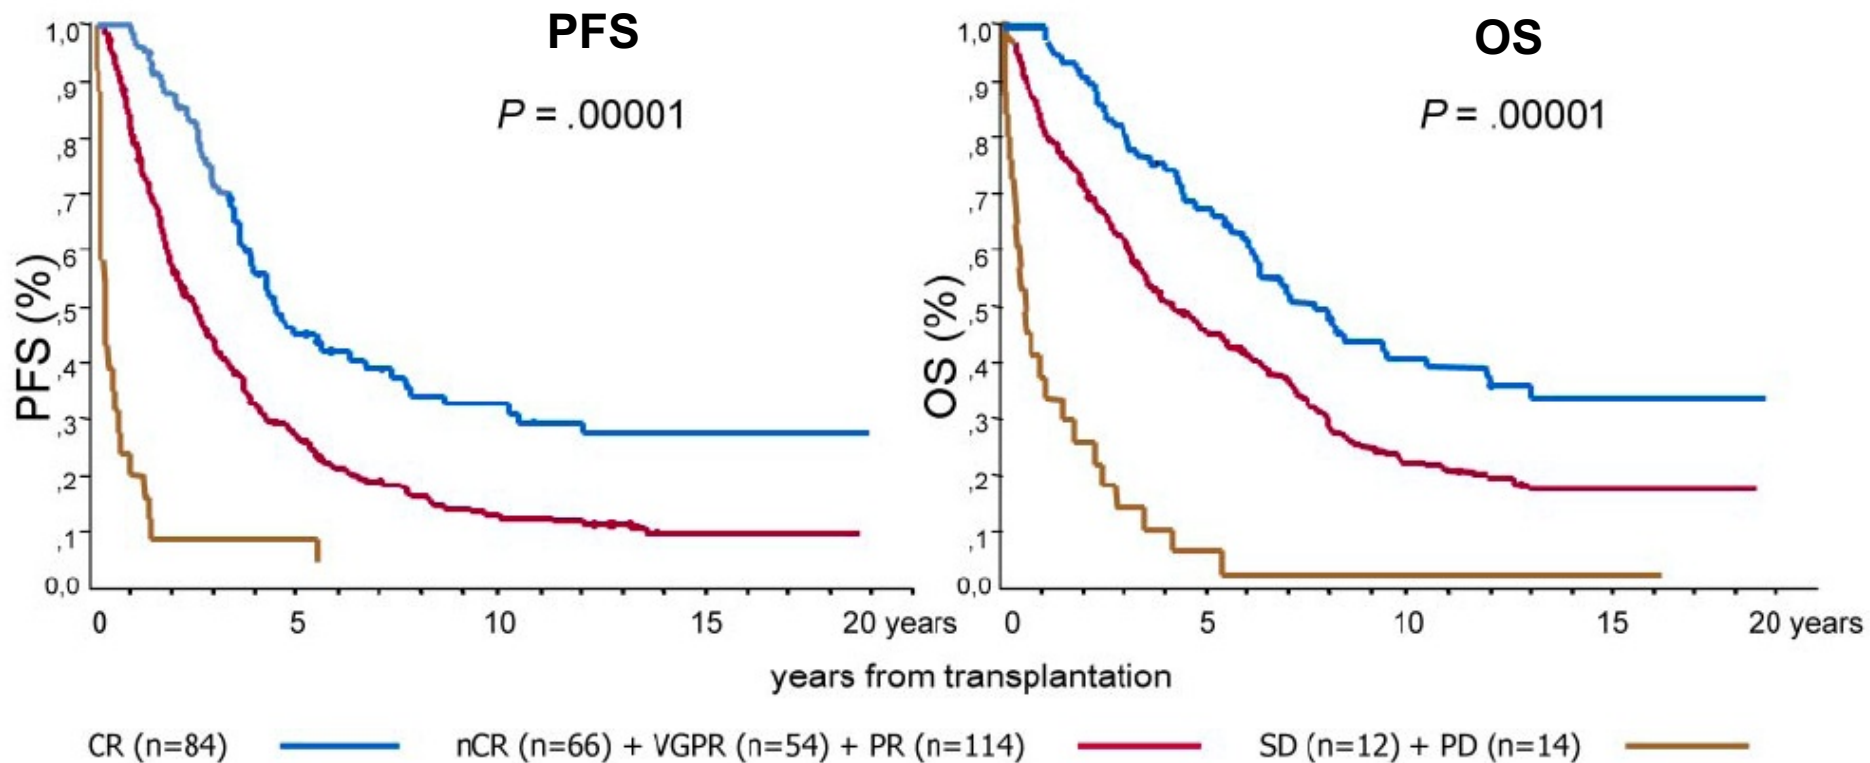 PFS
P = .00001
PFS (%)
1,0
,9
,8
,7
,6
,5
,4
,3
,2
,1
0,0
0 5 10 15 20 years
OS
P = .00001
OS (%)
1,0
,9
,8
,7
,6
,5
,4
,3
,2
,1
0,0
0 5 10 15 20 years
years from transplantation
CR (n=84) nCR (n=66) + VGPR (n=54) + PR (n=114) SD (n=12) + PD (n=14)